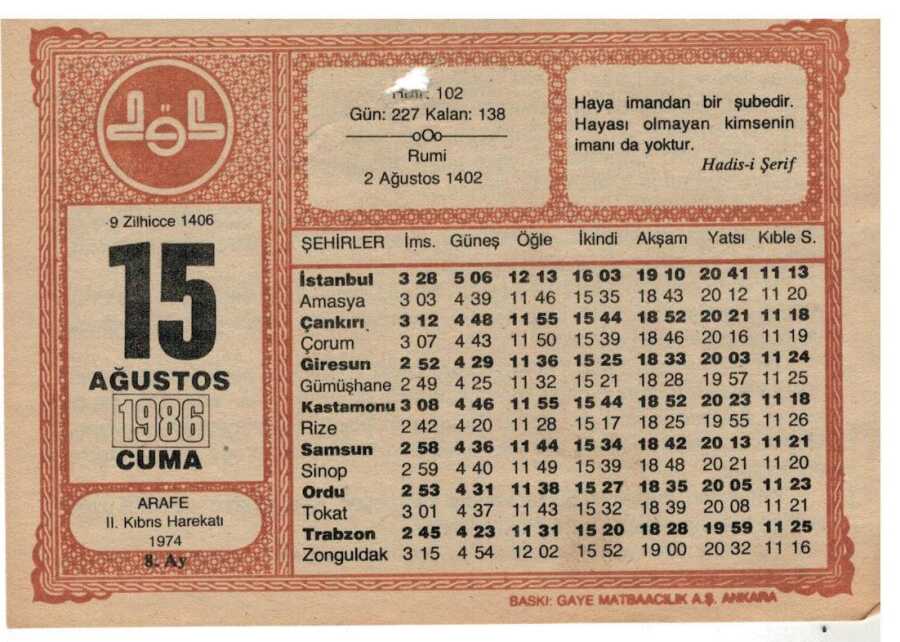 102
Gün: 227 Kalan: 138
oOo
Rumi
2 Ağustos 1402
Haya imandan bir şubedir.
Hayası olmayan kimsenin
imanı da yoktur.
Hadis-i Şerif
9 Zilhicce 1406
15
AĞUSTOS
1986
CUMA
ARAFE
II. Kıbrıs Harekatı
1974
8. Ay
ŞEHİRLER İms. Güneş Öğle İkindi Akşam Yatsı Kıble S.
İstanbul 3 28 5 06 12 13 16 03 19 10 20 41 11 13
Amasya 3 03 4 39 11 46 15 35 18 43 20 12 11 20
Çankırı 3 12 4 48 11 55 15 44 18 52 20 21 11 18
Çorum 3 07 4 43 11 50 15 39 18 46 20 16 11 19
Giresun 2 52 4 29 11 36 15 25 18 33 20 03 11 24
Gümüşhane 2 49 4 25 11 32 15 21 18 28 19 57 11 25
Kastamonu 3 08 4 46 11 55 15 44 18 52 20 23 11 18
Rize 2 42 4 20 11 28 15 17 18 25 19 55 11 26
Samsun 2 58 4 36 11 44 15 34 18 42 20 13 11 21
Sinop 2 59 4 40 11 49 15 39 18 48 20 21 11 20
Ordu 2 53 4 31 11 38 15 27 18 35 20 05 11 23
Tokat 3 01 4 37 11 43 15 32 18 39 20 08 11 21
Trabzon 2 45 4 23 11 31 15 20 18 28 19 59 11 25
Zonguldak 3 15 4 54 12 02 15 52 19 00 20 32 11 16
BASKI: GAYE MATBAACILIK A.Ş. ANKARA